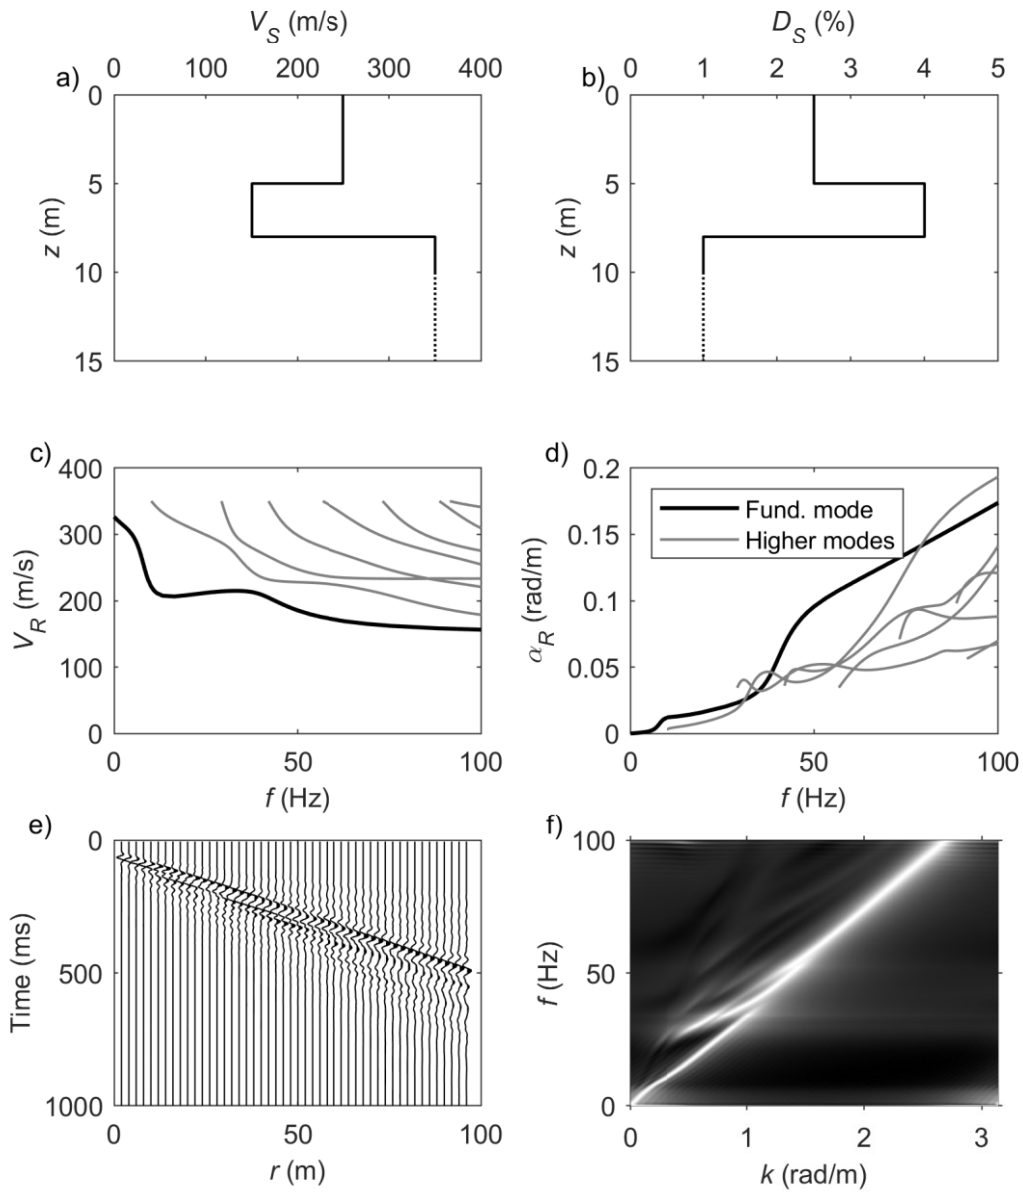 V_S (m/s)
D_S (%)
a)
0 100 200 300 400
b)
0 1 2 3 4 5
0
5
10
15
z (m)
0
5
10
15
z (m)
c)
400
300
200
100
0
V_R (m/s)
0 50 100
f (Hz)
d)
0.2
0.15
0.1
0.05
0
α_R (rad/m)
Fund. mode
Higher modes
0 50 100
f (Hz)
e)
0
500
1000
Time (ms)
0 50 100
r (m)
f)
100
50
0
f (Hz)
0 1 2 3
k (rad/m)